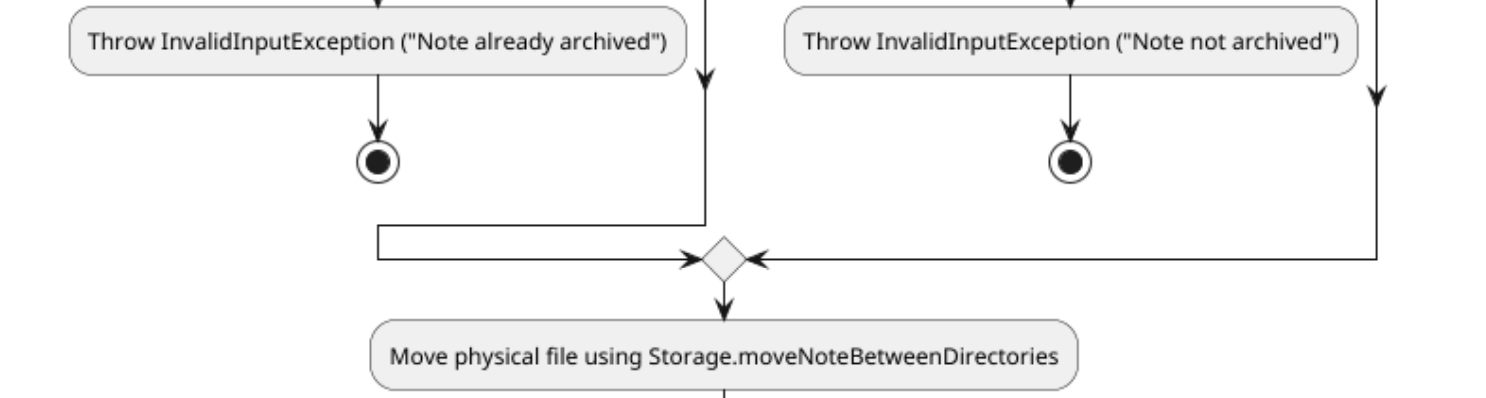 Throw InvalidInputException ("Note already archived")
Throw InvalidInputException ("Note not archived")
Move physical file using Storage.moveNoteBetweenDirectories